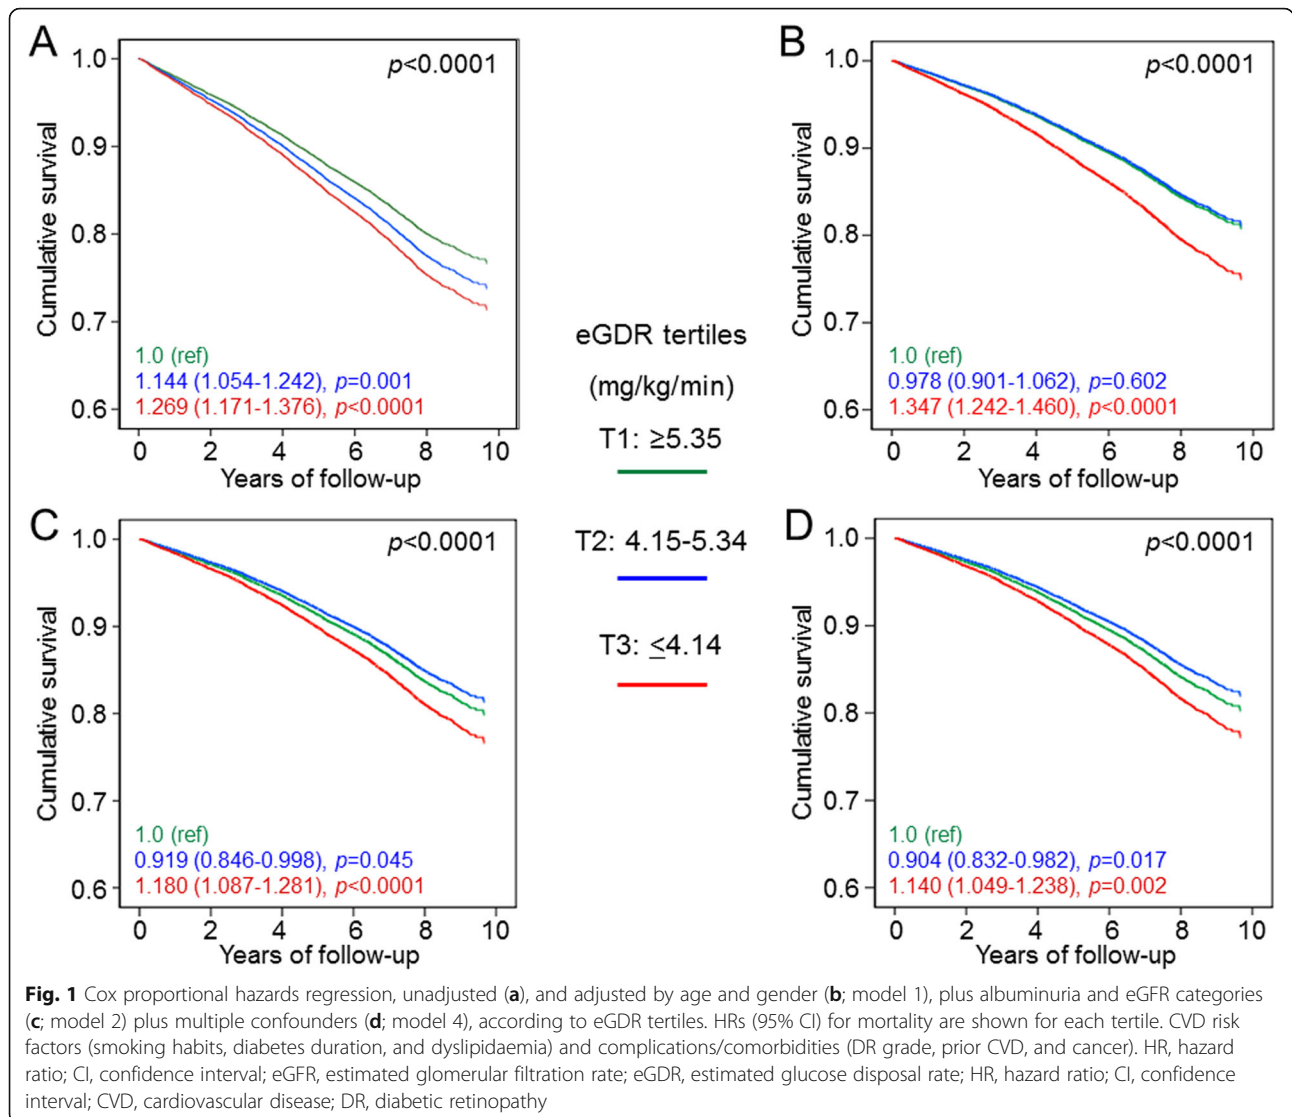 A
p<0.0001
1.0
0.9
0.8
0.7
0.6
Cumulative survival
1.0 (ref)
1.144 (1.054-1.242), p=0.001
1.269 (1.171-1.376), p<0.0001
0 2 4 6 8 10
Years of follow-up
B
p<0.0001
1.0
0.9
0.8
0.7
0.6
Cumulative survival
1.0 (ref)
0.978 (0.901-1.062), p=0.602
1.347 (1.242-1.460), p<0.0001
0 2 4 6 8 10
Years of follow-up
eGDR tertiles
(mg/kg/min)
T1: ≥5.35
T2: 4.15-5.34
T3: ≤4.14
C
p<0.0001
1.0
0.9
0.8
0.7
0.6
Cumulative survival
1.0 (ref)
0.919 (0.846-0.998), p=0.045
1.180 (1.087-1.281), p<0.0001
0 2 4 6 8 10
Years of follow-up
D
p<0.0001
1.0
0.9
0.8
0.7
0.6
Cumulative survival
1.0 (ref)
0.904 (0.832-0.982), p=0.017
1.140 (1.049-1.238), p=0.002
0 2 4 6 8 10
Years of follow-up
Fig. 1 Cox proportional hazards regression, unadjusted (a), and adjusted by age and gender (b; model 1), plus albuminuria and eGFR categories
(c; model 2) plus multiple confounders (d; model 4), according to eGDR tertiles. HRs (95% CI) for mortality are shown for each tertile. CVD risk
factors (smoking habits, diabetes duration, and dyslipidaemia) and complications/comorbidities (DR grade, prior CVD, and cancer). HR, hazard
ratio; CI, confidence interval; eGFR, estimated glomerular filtration rate; eGDR, estimated glucose disposal rate; HR, hazard ratio; CI, confidence
interval; CVD, cardiovascular disease; DR, diabetic retinopathy